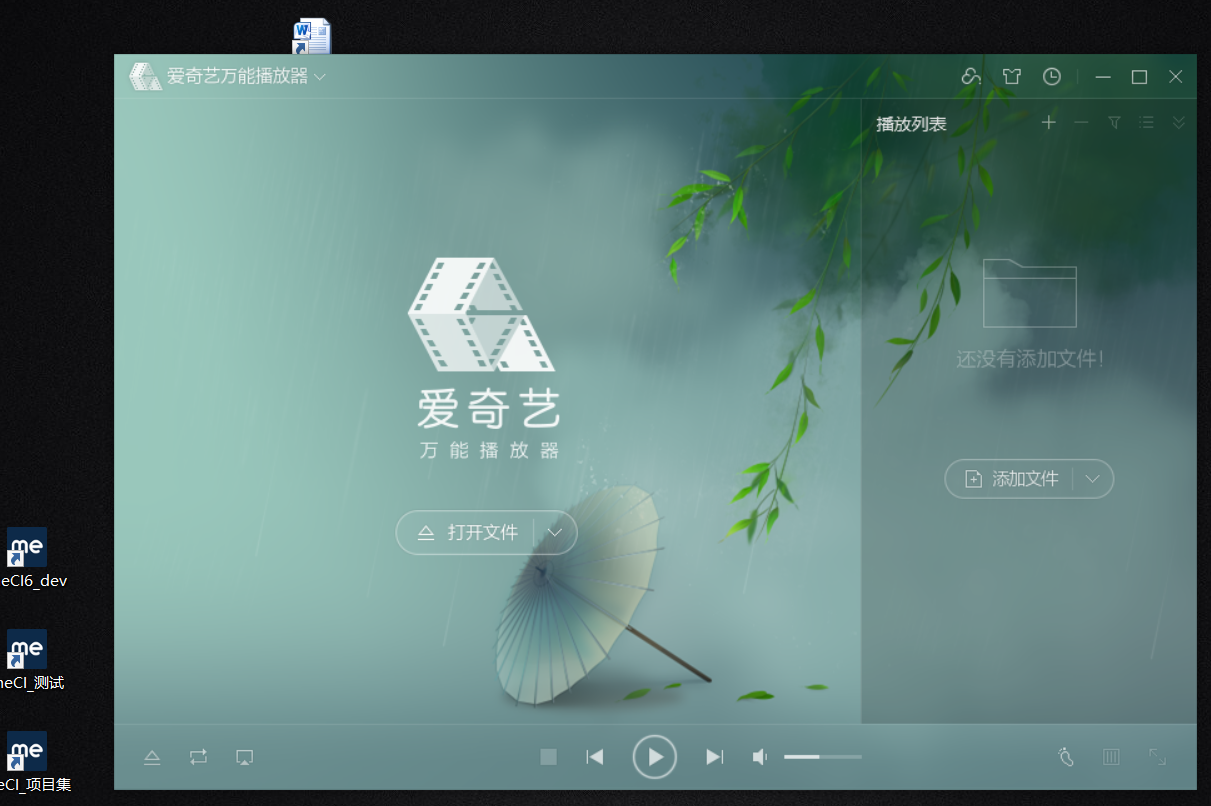 爱奇艺万能播放器
播放列表
还没有添加文件！
添加文件
爱奇艺
万能播放器
打开文件
me
eCI6_dev
me
neCI_测试
me
eCI_项目集